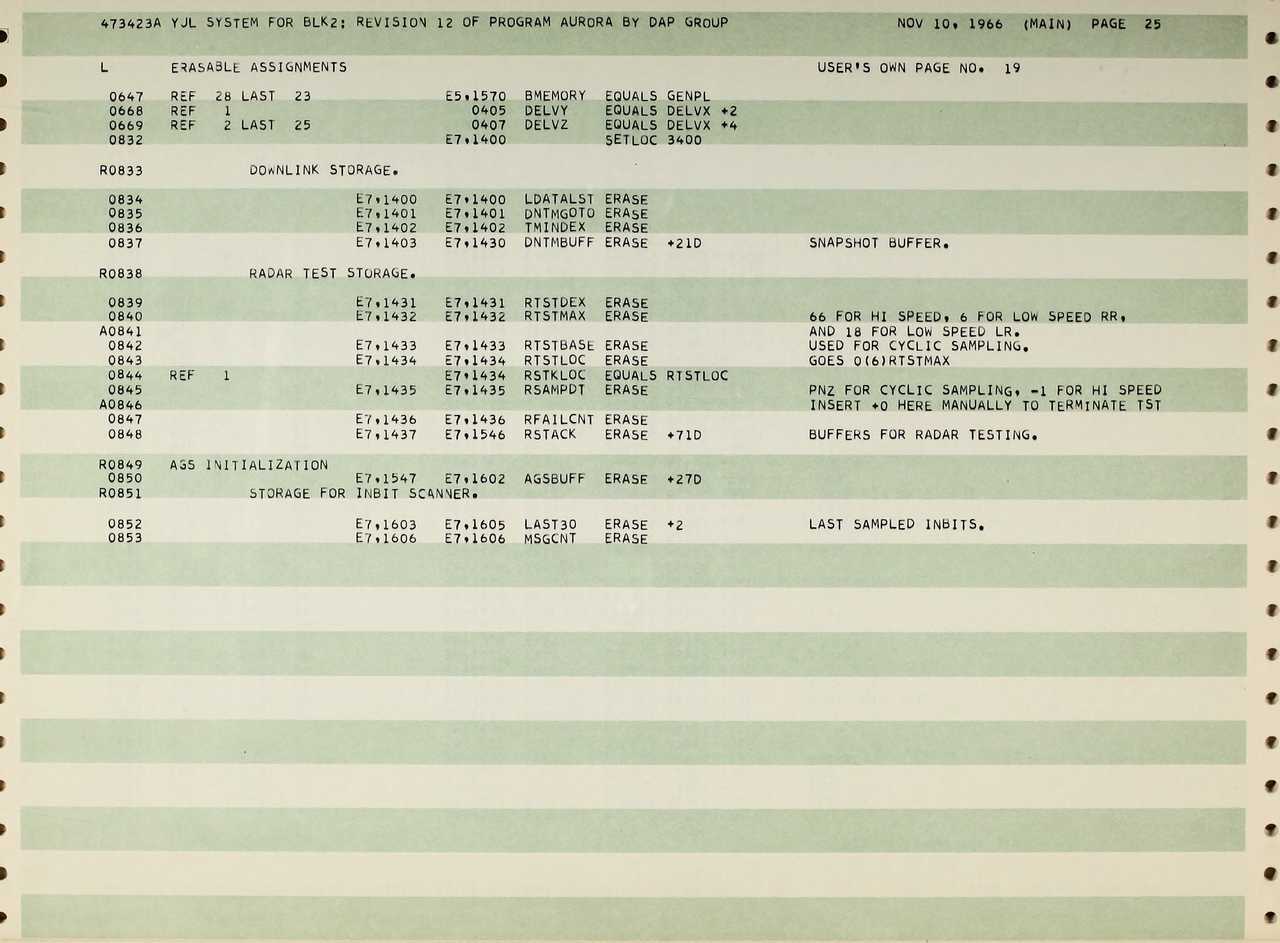 473423A YJL SYSTEM FOR BLK2: REVISION 12 OF PROGRAM AURORA BY DAP GROUP NOV 10, 1966 (MAIN) PAGE 25
L ERASABLE ASSIGNMENTS USER'S OWN PAGE NO. 19
0647 REF 28 LAST 23 E5,1570 BMEMORY EQUALS GENPL
0668 REF 1 0405 DELVY EQUALS DELVX +2
0669 REF 2 LAST 25 0407 DELVZ EQUALS DELVX +4
0832 E7,1400 SETLOC 3400
R0833 DOWNLINK STORAGE.
0834 E7,1400 E7,1400 LDATALST ERASE
0835 E7,1401 E7,1401 DNTMGOTO ERASE
0836 E7,1402 E7,1402 TMINDEX ERASE
0837 E7,1403 E7,1430 DNTMBUFF ERASE +21D SNAPSHOT BUFFER.
R0838 RADAR TEST STORAGE.
0839 E7,1431 E7,1431 RTSTDEX ERASE
0840 E7,1432 E7,1432 RTSTMAX ERASE 66 FOR HI SPEED, 6 FOR LOW SPEED RR,
A0841 AND 18 FOR LOW SPEED LR.
0842 E7,1433 E7,1433 RTSTBASE ERASE USED FOR CYCLIC SAMPLING.
0843 E7,1434 E7,1434 RTSTLOC ERASE GOES 0(6)RTSTMAX
0844 REF 1 E7,1434 RSTKLOC EQUALS RTSTLOC
0845 E7,1435 E7,1435 RSAMPDT ERASE PNZ FOR CYCLIC SAMPLING, -1 FOR HI SPEED
A0846 INSERT +0 HERE MANUALLY TO TERMINATE TST
0847 E7,1436 E7,1436 RFAILCNT ERASE
0848 E7,1437 E7,1546 RSTACK ERASE +71D BUFFERS FOR RADAR TESTING.
R0849 AGS INITIALIZATION
0850 E7,1547 E7,1602 AGSBUFF ERASE +27D
R0851 STORAGE FOR INBIT SCANNER.
0852 E7,1603 E7,1605 LAST30 ERASE +2 LAST SAMPLED INBITS.
0853 E7,1606 E7,1606 MSGCNT ERASE